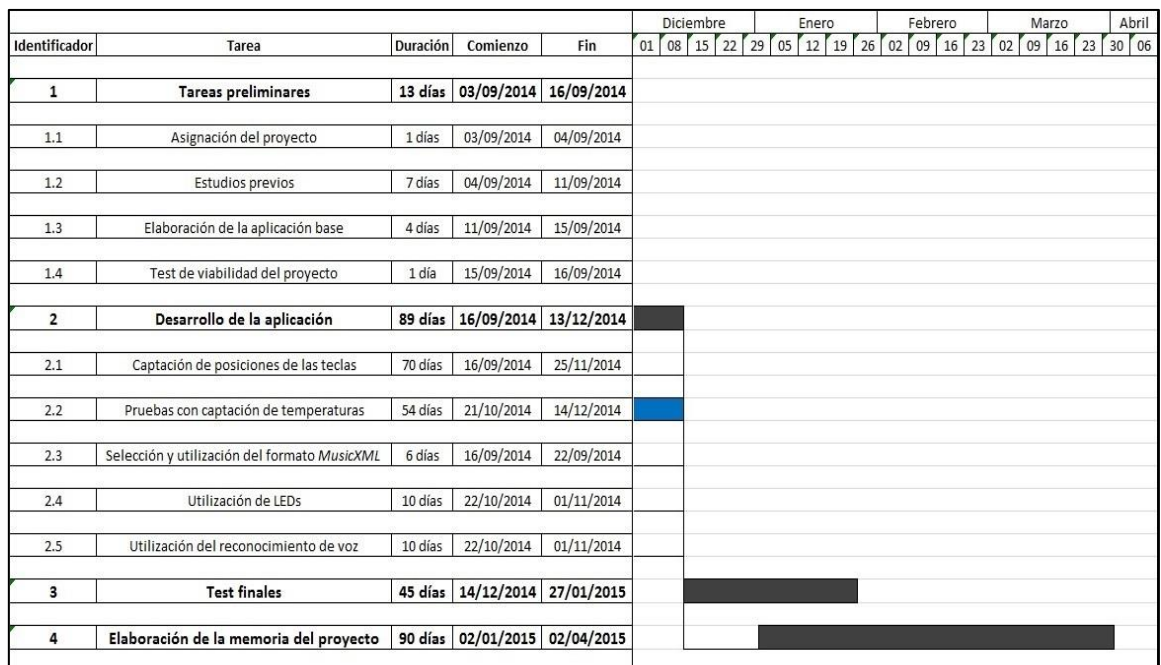 Diciembre Enero Febrero Marzo Abril
Identificador Tarea Duración Comienzo Fin 01 08 15 22 29 05 12 19 26 02 09 16 23 02 09 16 23 30 06
1 Tareas preliminares 13 días 03/09/2014 16/09/2014
1.1 Asignación del proyecto 1 días 03/09/2014 04/09/2014
1.2 Estudios previos 7 días 04/09/2014 11/09/2014
1.3 Elaboración de la aplicación base 4 días 11/09/2014 15/09/2014
1.4 Test de viabilidad del proyecto 1 día 15/09/2014 16/09/2014
2 Desarrollo de la aplicación 89 días 16/09/2014 13/12/2014
2.1 Captación de posiciones de las teclas 70 días 16/09/2014 25/11/2014
2.2 Pruebas con captación de temperaturas 54 días 21/10/2014 14/12/2014
2.3 Selección y utilización del formato MusicXML 6 días 16/09/2014 22/09/2014
2.4 Utilización de LEDs 10 días 22/10/2014 01/11/2014
2.5 Utilización del reconocimiento de voz 10 días 22/10/2014 01/11/2014
3 Test finales 45 días 14/12/2014 27/01/2015
4 Elaboración de la memoria del proyecto 90 días 02/01/2015 02/04/2015